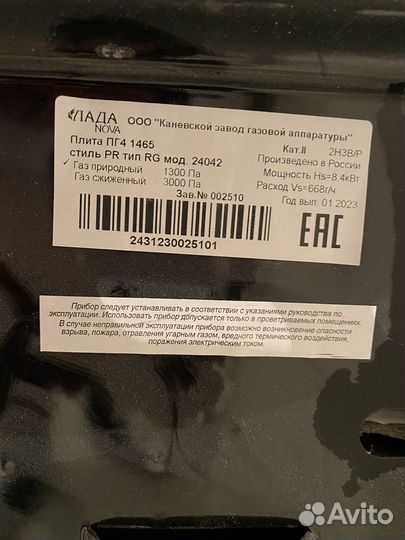 ЛАДА
NOVA
ООО "Каневской завод газовой аппаратуры"
Плита ПГ4 1465
Кат.II 2Н3В/Р
стиль PR тип RG мод. 24042
Произведено в России
✓ Газ природный 1300 Па
Мощность Hs=8.4кВт
Газ сжиженный 3000 Па
Расход Vs=668г/ч
Зав.№ 002510
Год вып. 01.2023
2431230025101
EAC
Прибор следует устанавливать в соответствии с указаниями руководства по
эксплуатации. Использовать прибор допускается только в проветриваемых помещениях.
В случае неправильной эксплуатации прибора возможно возникновение опасности
взрыва, пожара, отравления угарным газом, вредного термического воздействия,
поражения электрическим током.
Avito